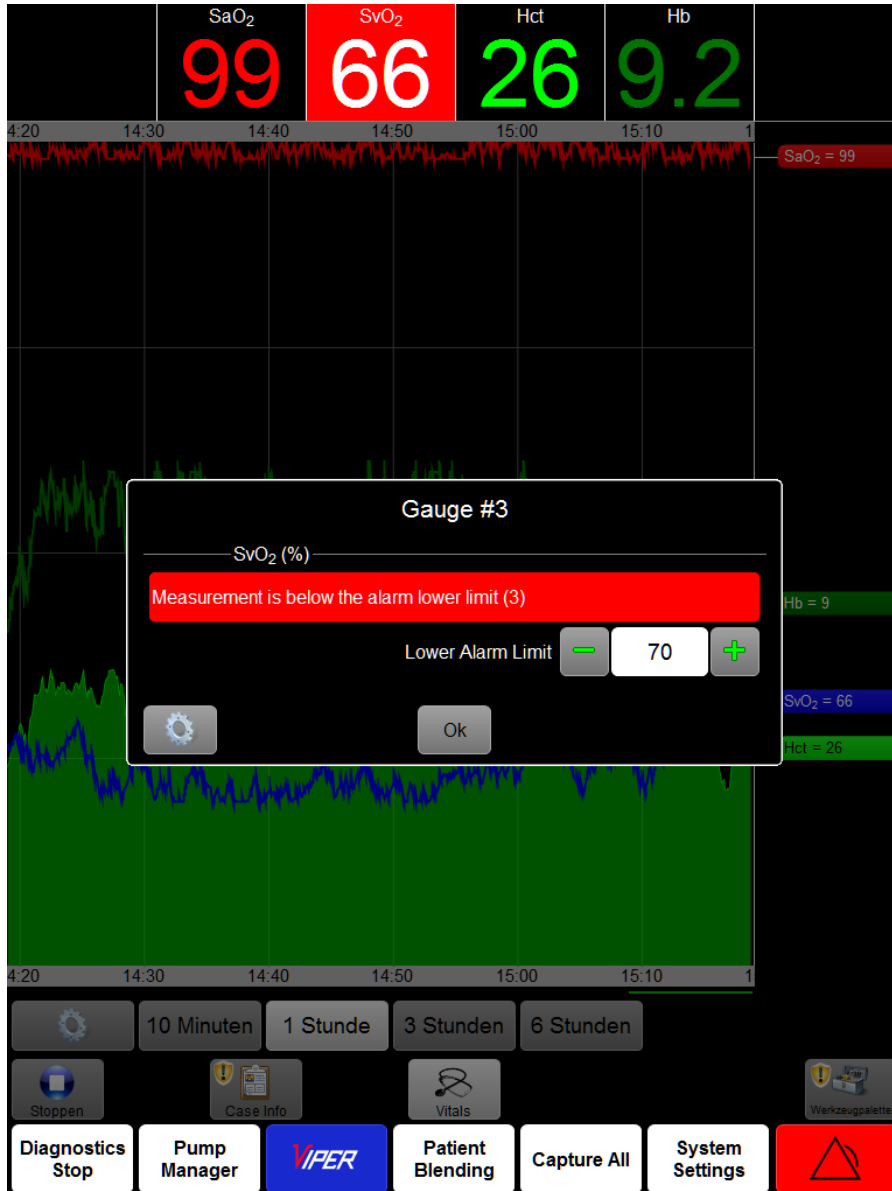 SaO₂ SvO₂ Hct Hb
99 66 26 9.2
4:20 14:30 14:40 14:50 15:00 15:10 1
SaO₂ = 99
Gauge #3
SvO₂ (%)
Measurement is below the alarm lower limit (3)
Hb = 9
Lower Alarm Limit 70
SvO₂ = 66
Ok
Hct = 26
4:20 14:30 14:40 14:50 15:00 15:10 1
10 Minuten 1 Stunde 3 Stunden 6 Stunden
Stoppen Case Info Vitals Werkzeugpalette
Diagnostics Stop
Pump Manager
VIPER
Patient Blending
Capture All
System Settings